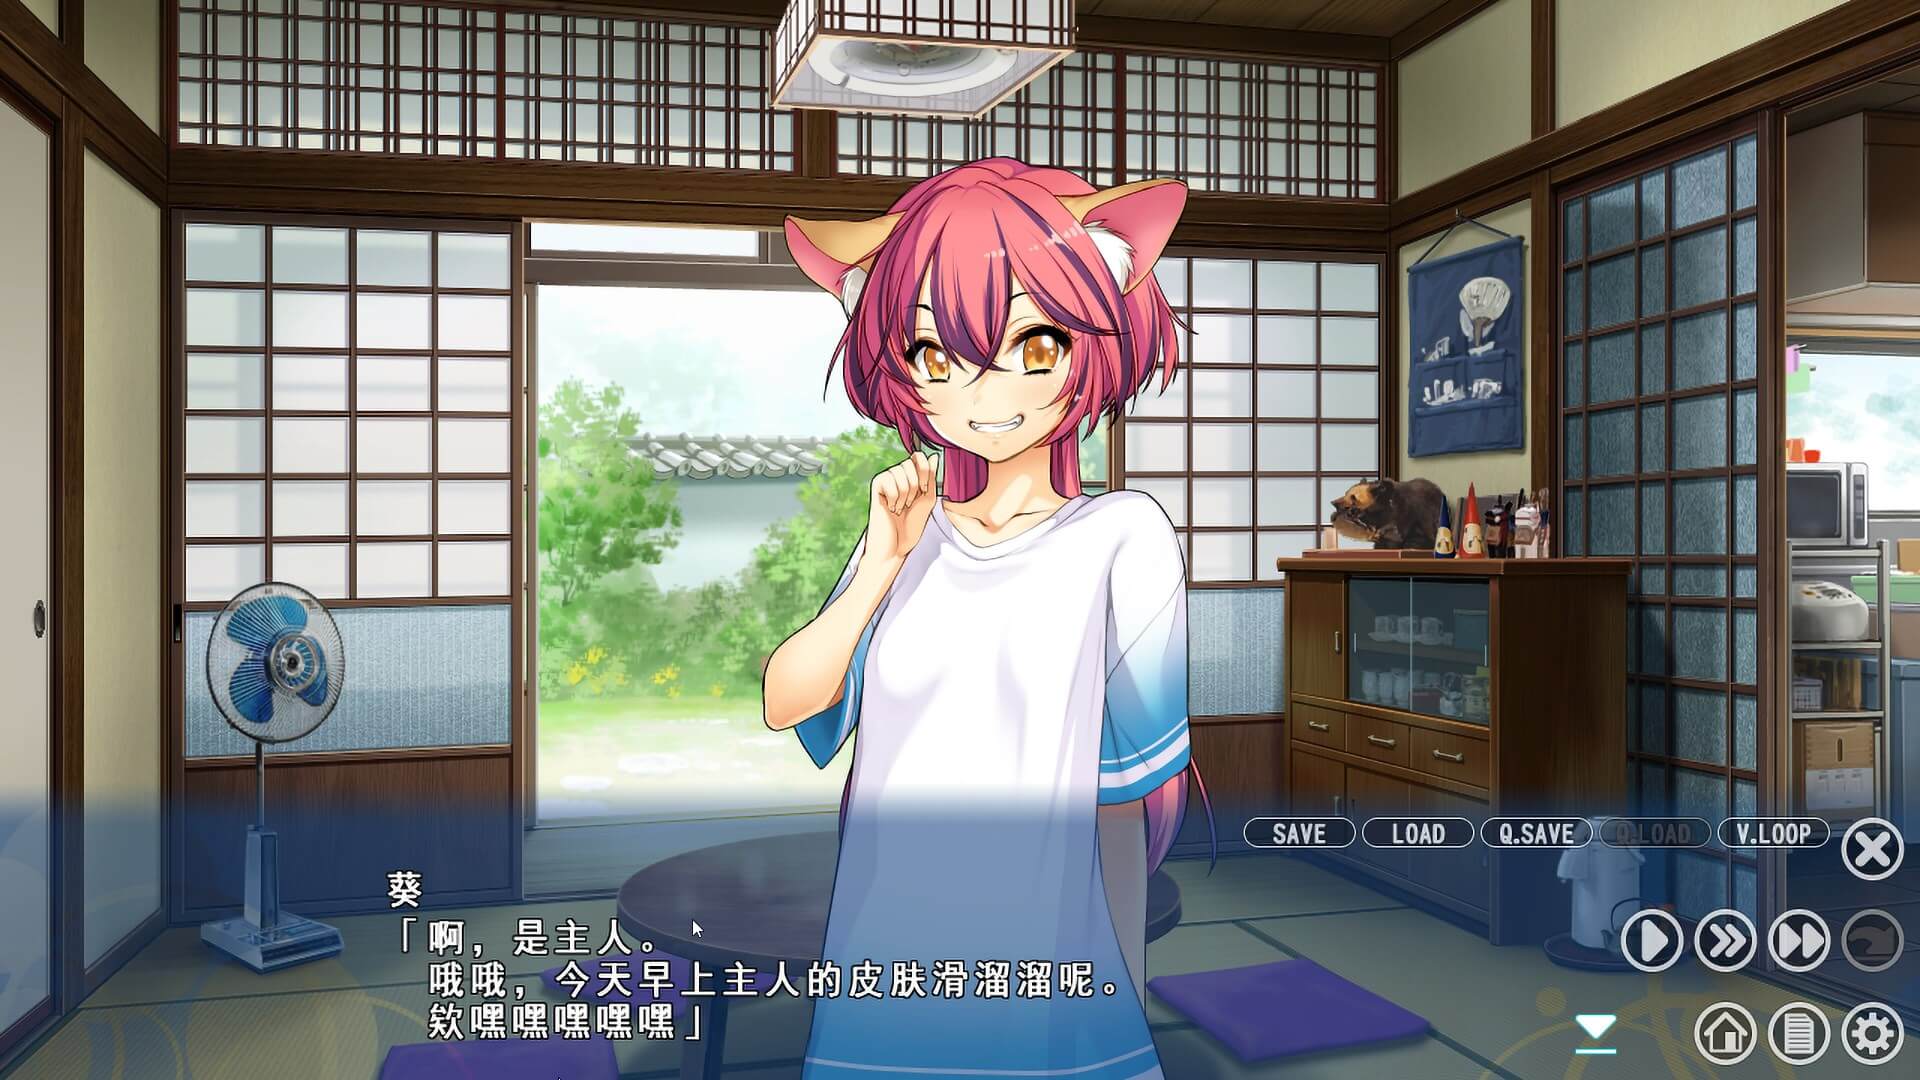 SAVE LOAD Q.SAVE Q.LOAD V.LOOP
葵
「啊，是主人。
哦哦，今天早上主人的皮肤滑溜溜呢。
欸嘿嘿嘿嘿嘿」